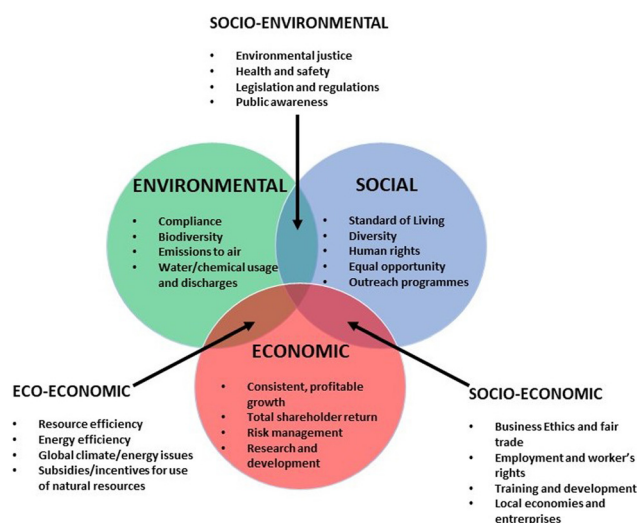 SOCIO-ENVIRONMENTAL
• Environmental justice
• Health and safety
• Legislation and regulations
• Public awareness
ENVIRONMENTAL
• Compliance
• Biodiversity
• Emissions to air
• Water/chemical usage
and discharges
SOCIAL
• Standard of Living
• Diversity
• Human rights
• Equal opportunity
• Outreach programmes
ECONOMIC
• Consistent, profitable
growth
• Total shareholder return
• Risk management
• Research and
development
ECO-ECONOMIC
• Resource efficiency
• Energy efficiency
• Global climate/energy issues
• Subsidies/incentives for use
of natural resources
SOCIO-ECONOMIC
• Business Ethics and fair
trade
• Employment and worker's
rights
• Training and development
• Local economies and
entrerprises